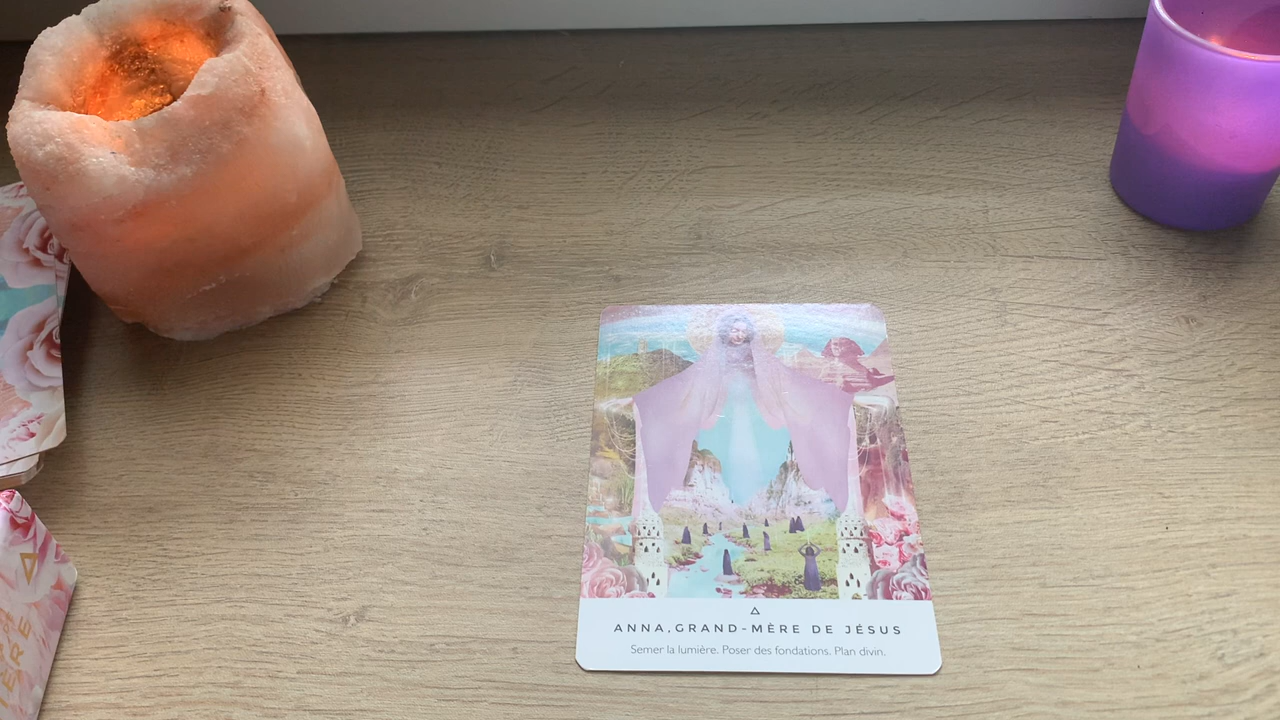 ANNA, GRAND-MÈRE DE JÉSUS
Semer la lumière. Poser des fondations. Plan divin.